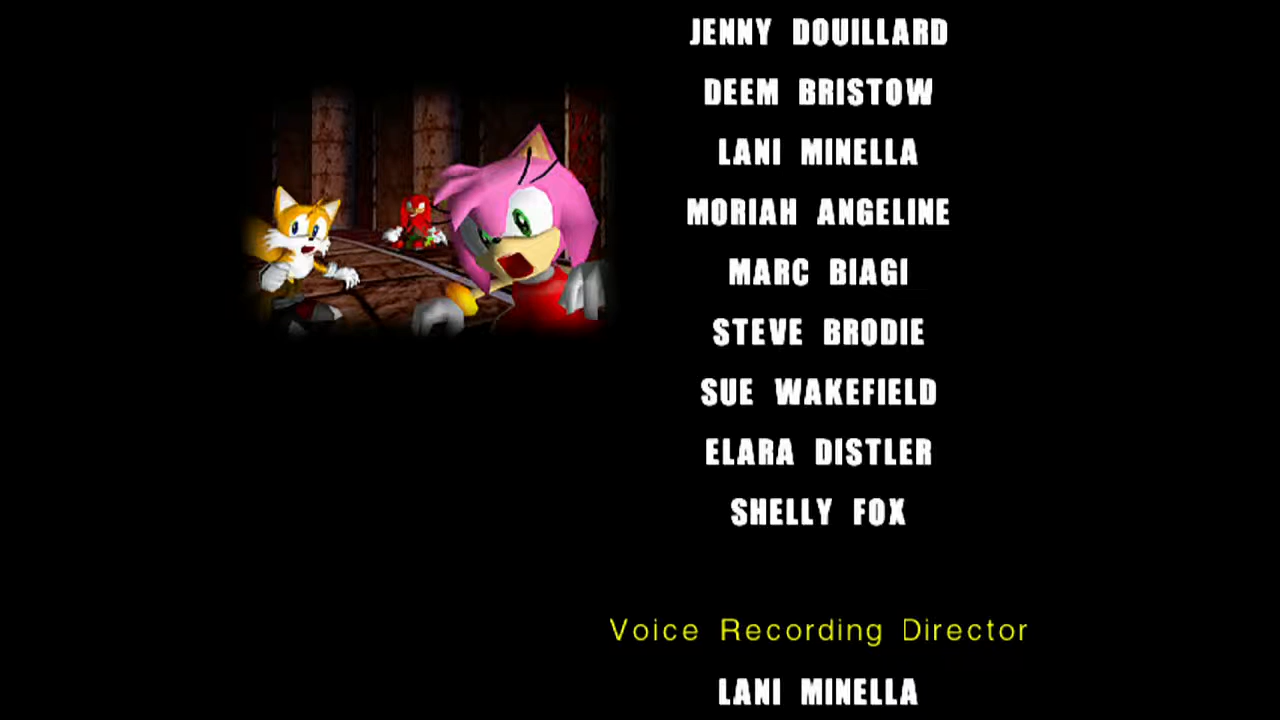 JENNY DOUILLARD
DEEM BRISTOW
LANI MINELLA
MORIAH ANGELINE
MARC BIAGI
STEVE BRODIE
SUE WAKEFIELD
ELARA DISTLER
SHELLY FOX
Voice Recording Director
LANI MINELLA